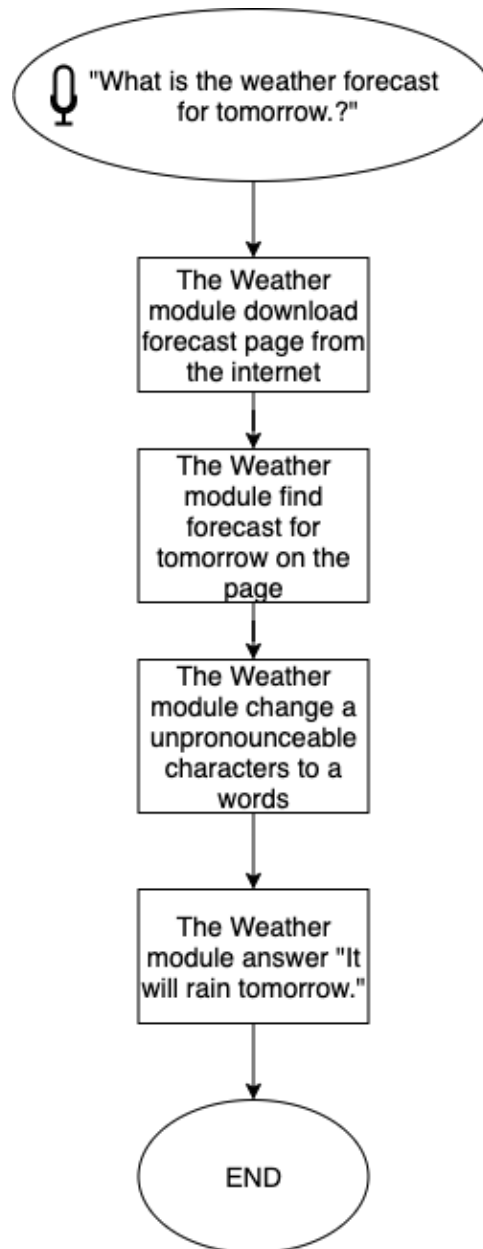 "What is the weather forecast
for tomorrow.?"
The Weather
module download
forecast page from
the internet
The Weather
module find
forecast for
tomorrow on the
page
The Weather
module change a
unpronounceable
characters to a
words
The Weather
module answer "It
will rain tomorrow."
END